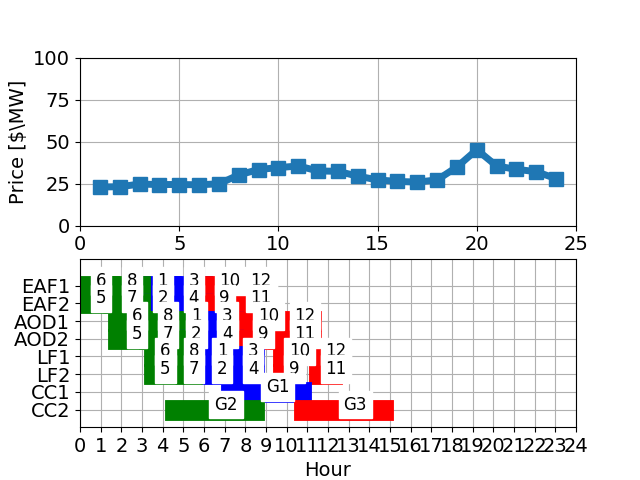 100
75
50
25
0
Price [$\MW]
0 5 10 15 20 25
EAF1 6 8 1 3 10 12
EAF2 5 7 2 4 9 11
AOD1 6 8 1 3 10 12
AOD2 5 7 2 4 9 11
LF1 6 8 1 3 10 12
LF2 5 7 2 4 9 11
CC1 G1
CC2 G2 G3
0 1 2 3 4 5 6 7 8 9 10 11 12 13 14 15 16 17 18 19 20 21 22 23 24
Hour